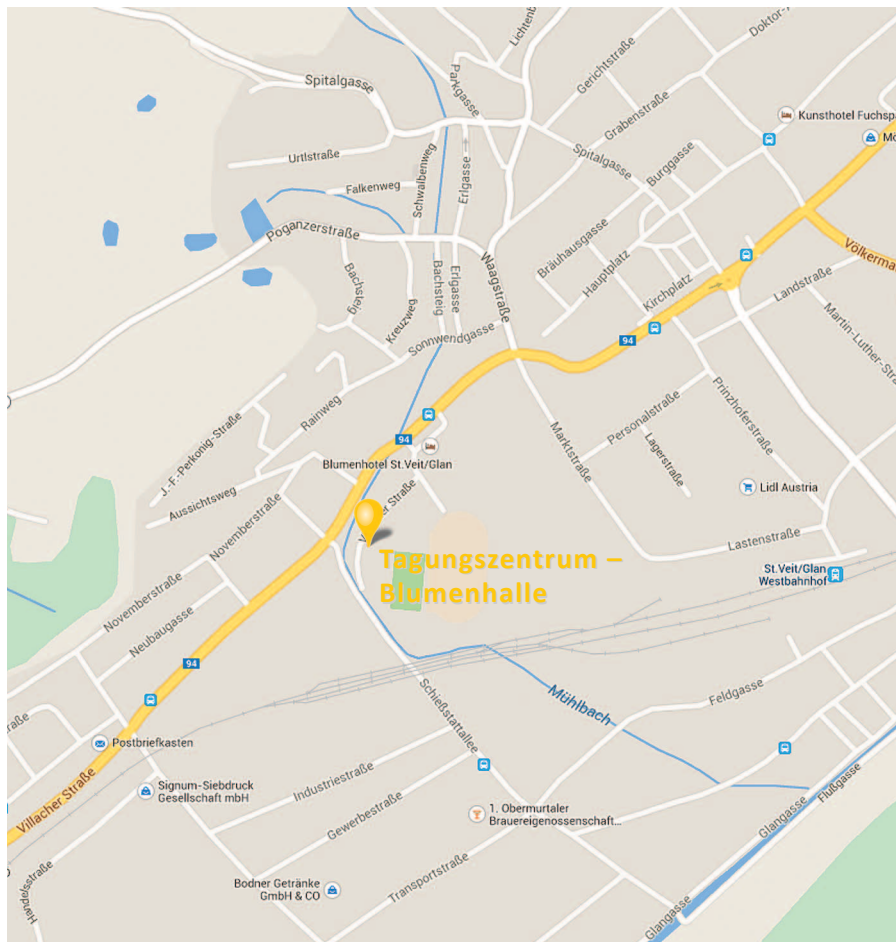 Lichtenb
Doktor-
Spitalgasse
Parkgasse
Gerichtstraße
Grabenstraße
Kunsthotel Fuchspa
Mö
Urtlstraße
Schwalbenweg
Erlgasse
Spitalgasse
Burggasse
Falkenweg
Poganzerstraße
Bachsteig
Bachsteig
Erlgasse
Waagstraße
Bräuhausgasse
Hauptplatz
Kirchplatz
Völkerma
Landstraße
Kreuzweg
Sonnwendgasse
94
Martin-Luther-Str
Rainweg
J.-F.-Perkonig-Straße
Personalstraße
Prinzhoferstraße
Marktstraße
Lagerstraße
94
Blumenhotel St.Veit/Glan
Aussichtsweg
Novemberstraße
Lidl Austria
Lastenstraße
Tagungszentrum –
Blumenhalle
St.Veit/Glan
Westbahnhof
Novemberstraße
Neubaugasse
94
Schießstattallee
Mühlbach
Feldgasse
Postbriefkasten
Villacher Straße
Signum-Siebdruck
Gesellschaft mbH
Industriestraße
Gewerbestraße
1. Obermurtaler
Brauereigenossenschaft...
Glangasse
Flußgasse
Bodner Getränke
GmbH & CO
Transportstraße
Handelsstraße
Glangasse